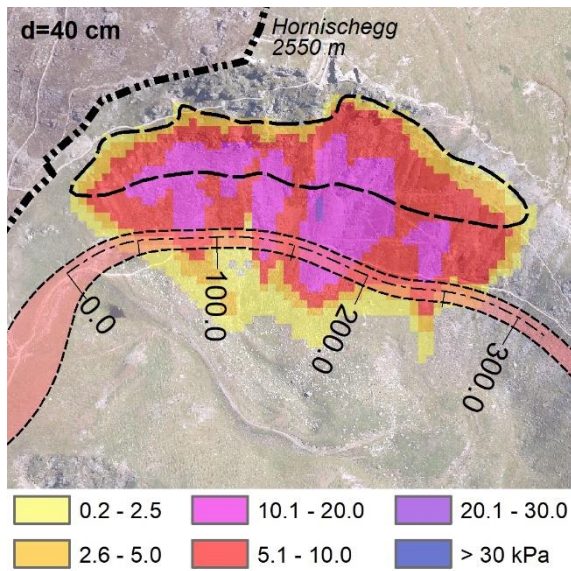 d=40 cm
Hornischegg
2550 m
0.0
100.0
200.0
300.0
0.2 - 2.5
10.1 - 20.0
20.1 - 30.0
2.6 - 5.0
5.1 - 10.0
> 30 kPa